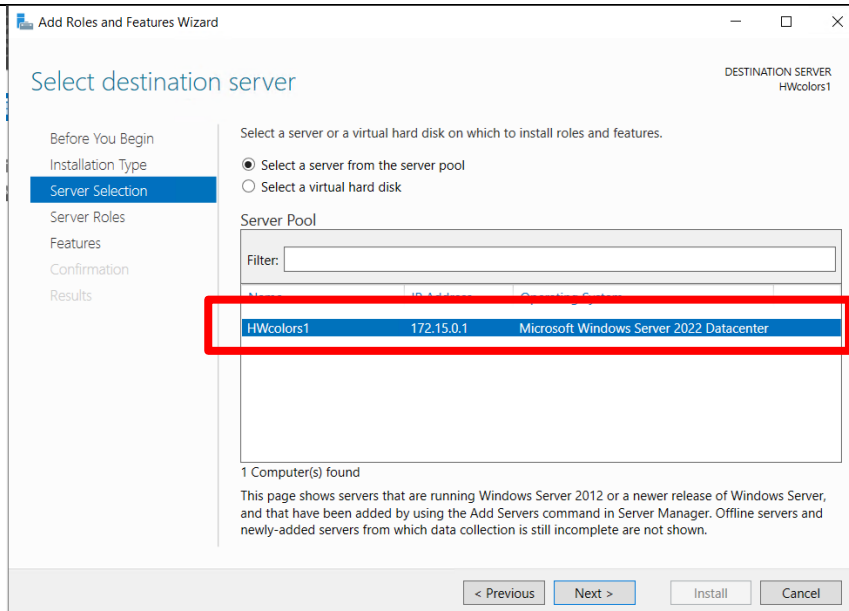 Add Roles and Features Wizard
Select destination server
DESTINATION SERVER
HWcolors1
Before You Begin
Installation Type
Server Selection
Server Roles
Features
Confirmation
Results
Select a server or a virtual hard disk on which to install roles and features.
Select a server from the server pool
Select a virtual hard disk
Server Pool
Filter:
Name IP Address Operating System
HWcolors1 172.15.0.1 Microsoft Windows Server 2022 Datacenter
1 Computer(s) found
This page shows servers that are running Windows Server 2012 or a newer release of Windows Server,
and that have been added by using the Add Servers command in Server Manager. Offline servers and
newly-added servers from which data collection is still incomplete are not shown.
< Previous Next > Install Cancel